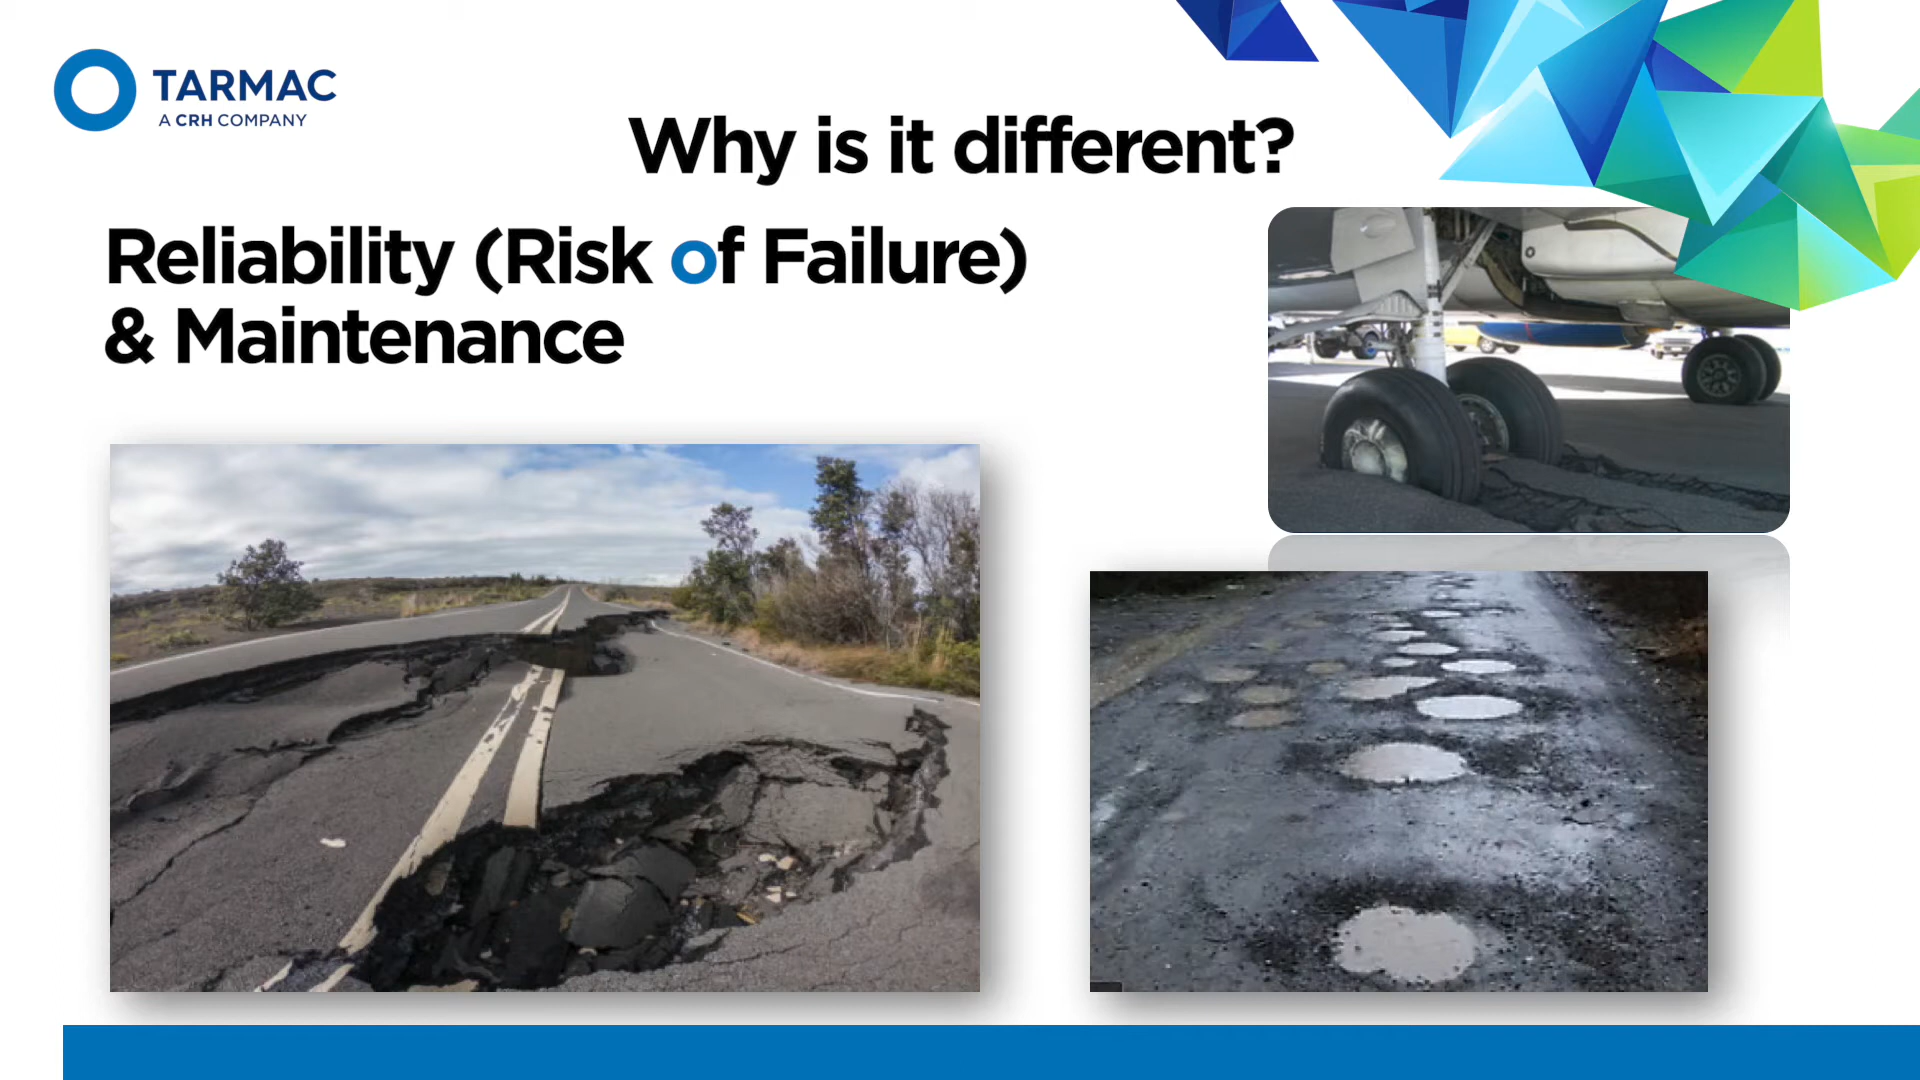 TARMAC
A CRH COMPANY
Why is it different?
Reliability (Risk of Failure)
& Maintenance